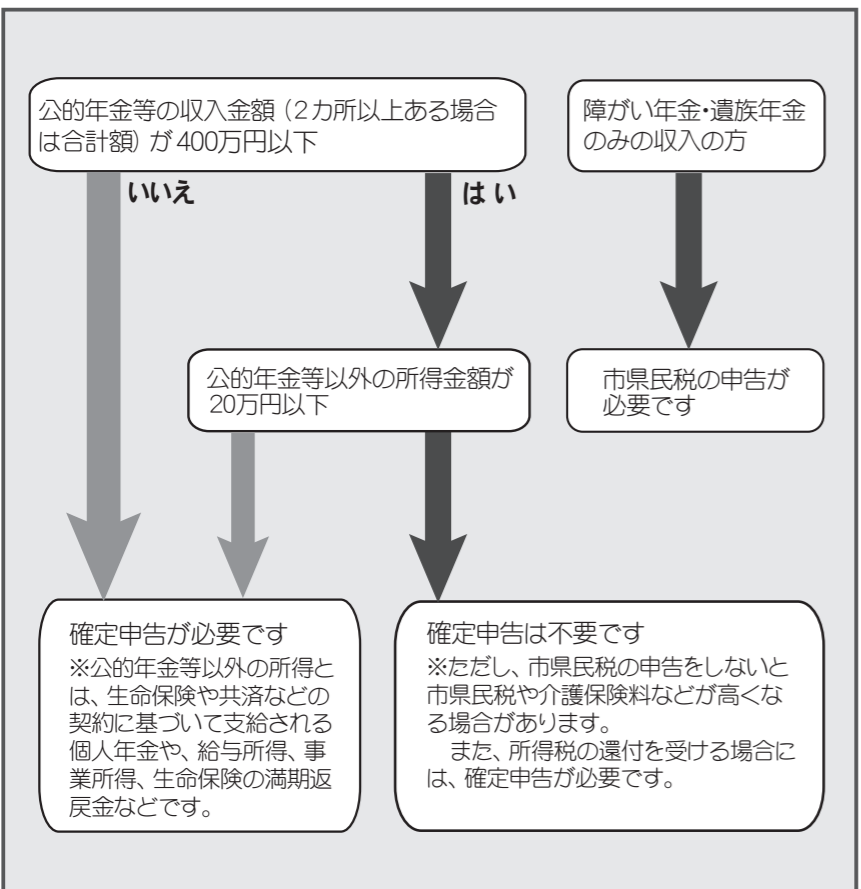 公的年金等の収入金額（2カ所以上ある場合
は合計額）が400万円以下
障がい年金・遺族年金
のみの収入の方
いいえ
はい
公的年金等以外の所得金額が
20万円以下
市県民税の申告が
必要です
確定申告が必要です
※公的年金等以外の所得と
は、生命保険や共済などの
契約に基づいて支給される
個人年金や、給与所得、事
業所得、生命保険の満期返
戻金などです。
確定申告は不要です
※ただし、市県民税の申告をしないと
市県民税や介護保険料などが高くな
る場合があります。
　また、所得税の還付を受ける場合に
は、確定申告が必要です。